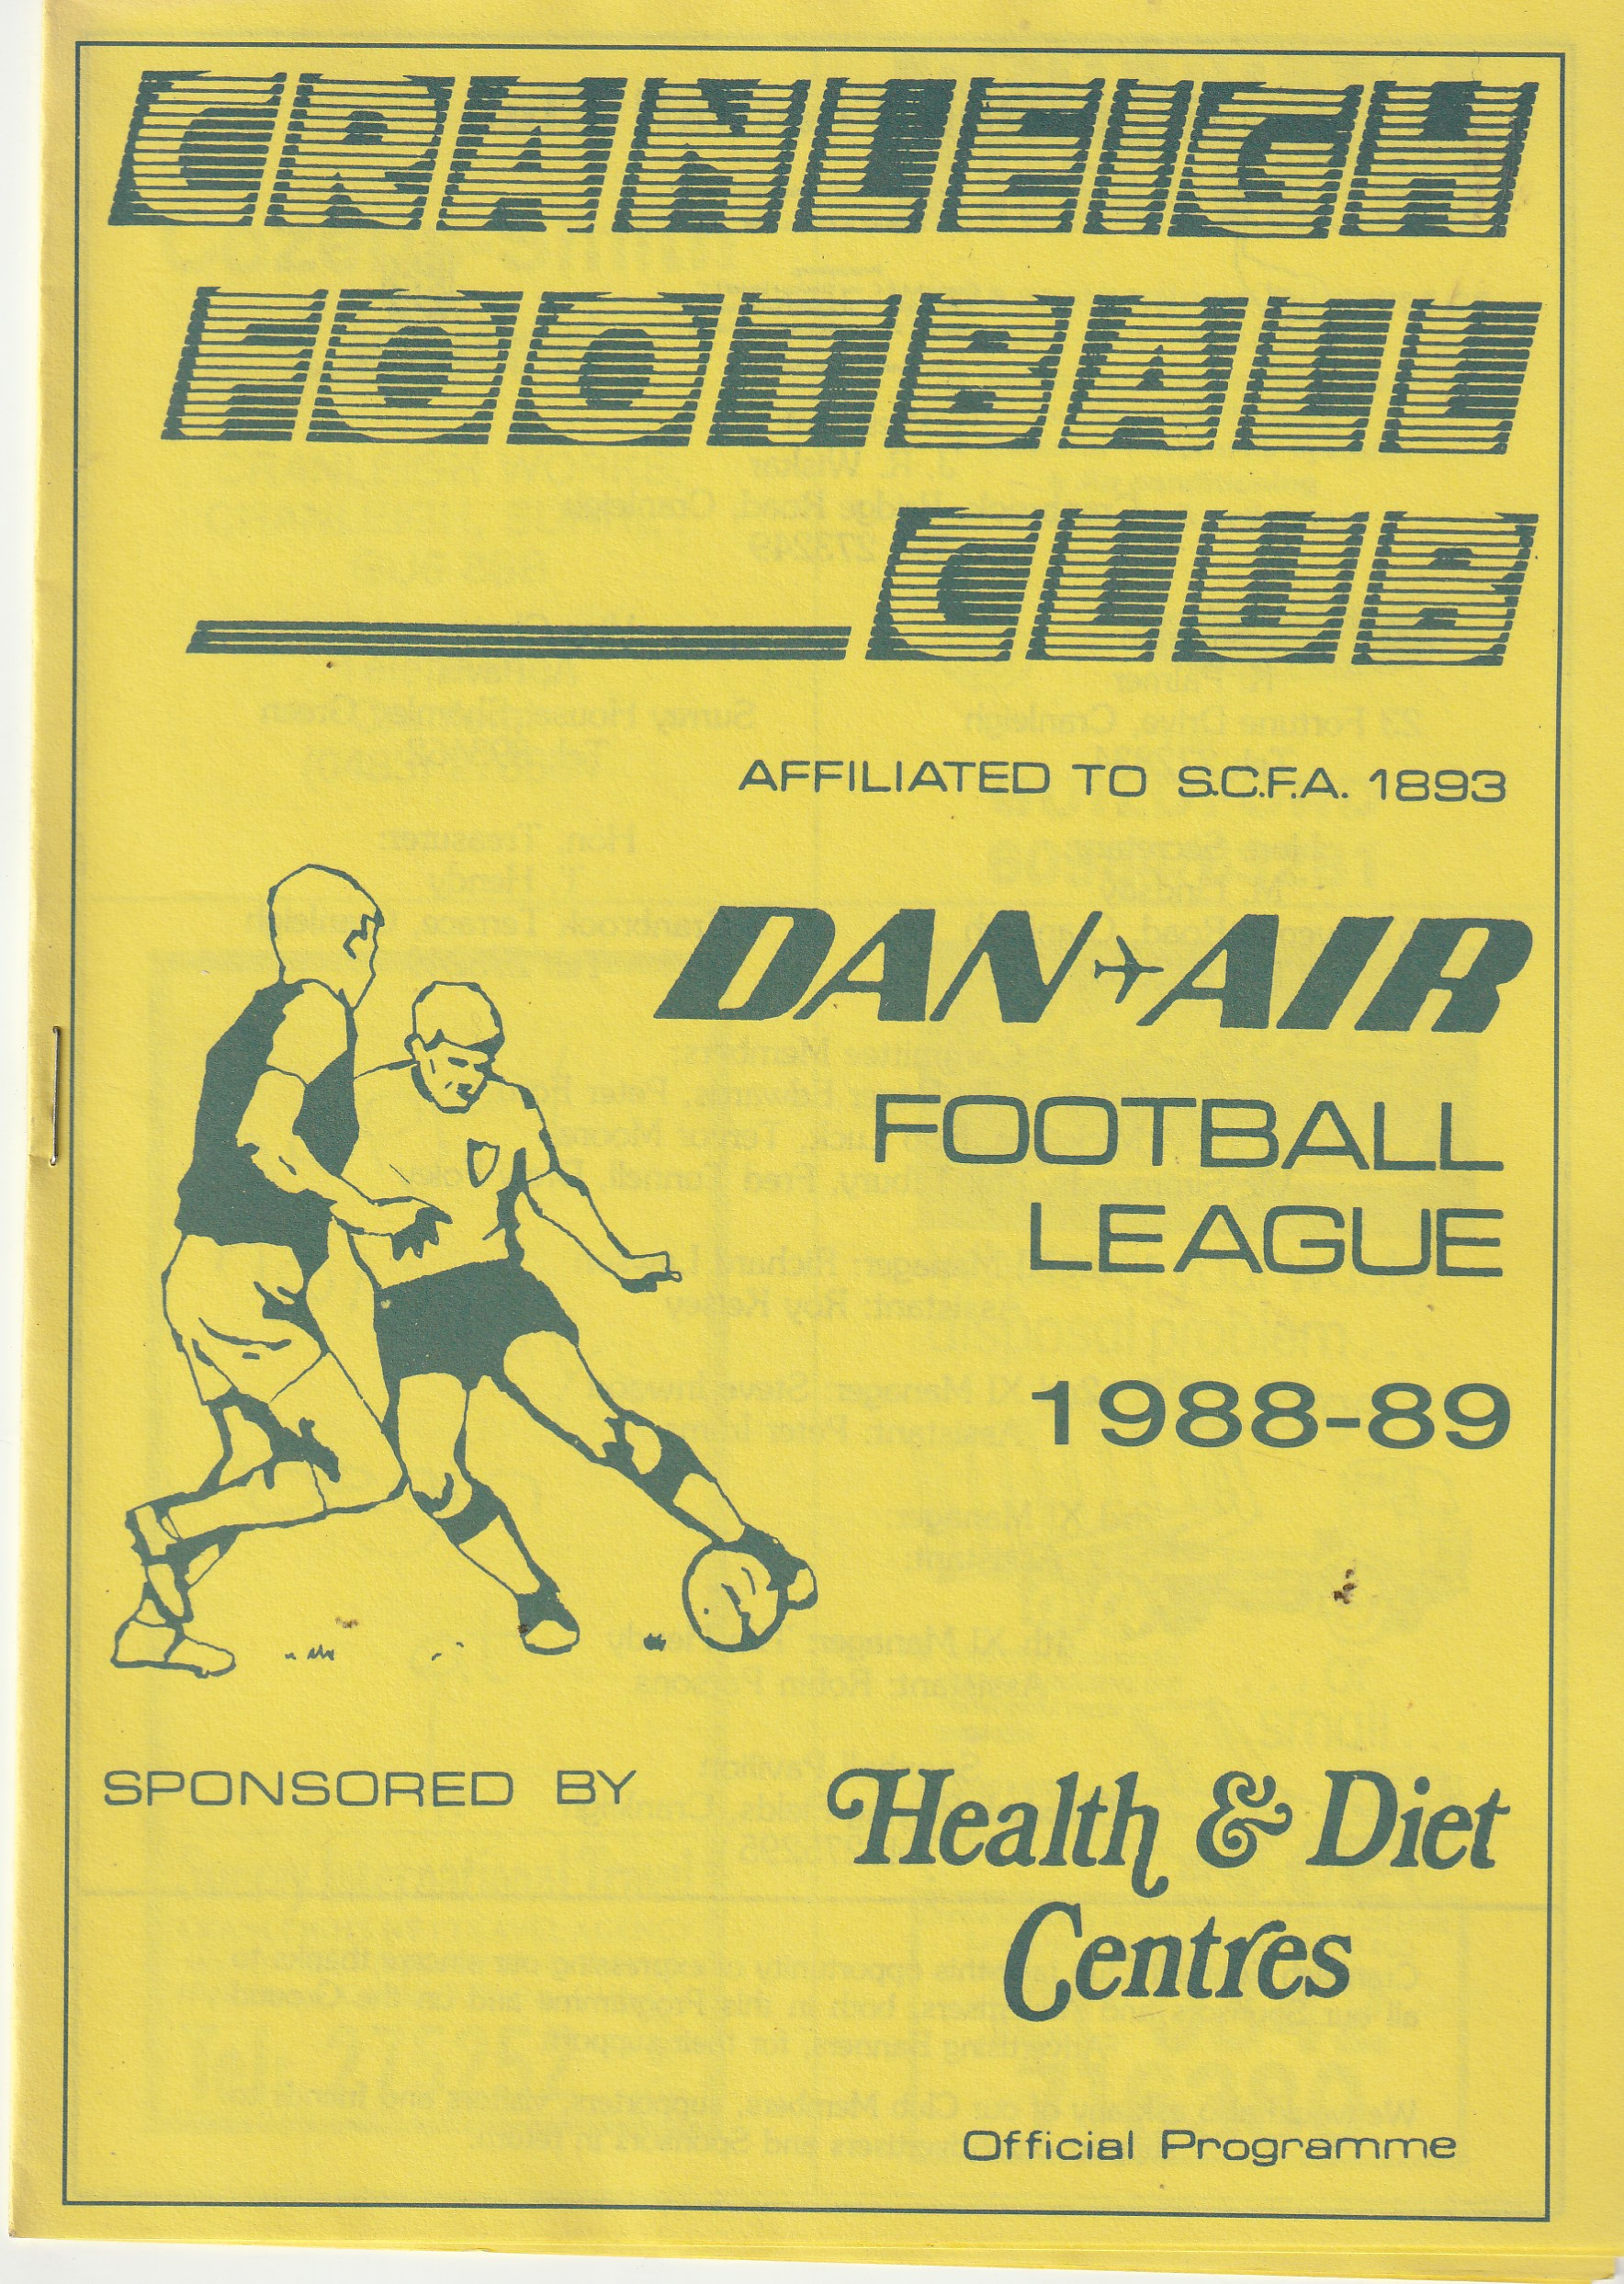 CRANLEIGH
FOOTBALL
CLUB
AFFILIATED TO S.C.F.A. 1893
DAN AIR
FOOTBALL
LEAGUE
1988-89
SPONSORED BY
Health & Diet
Centres
Official Programme